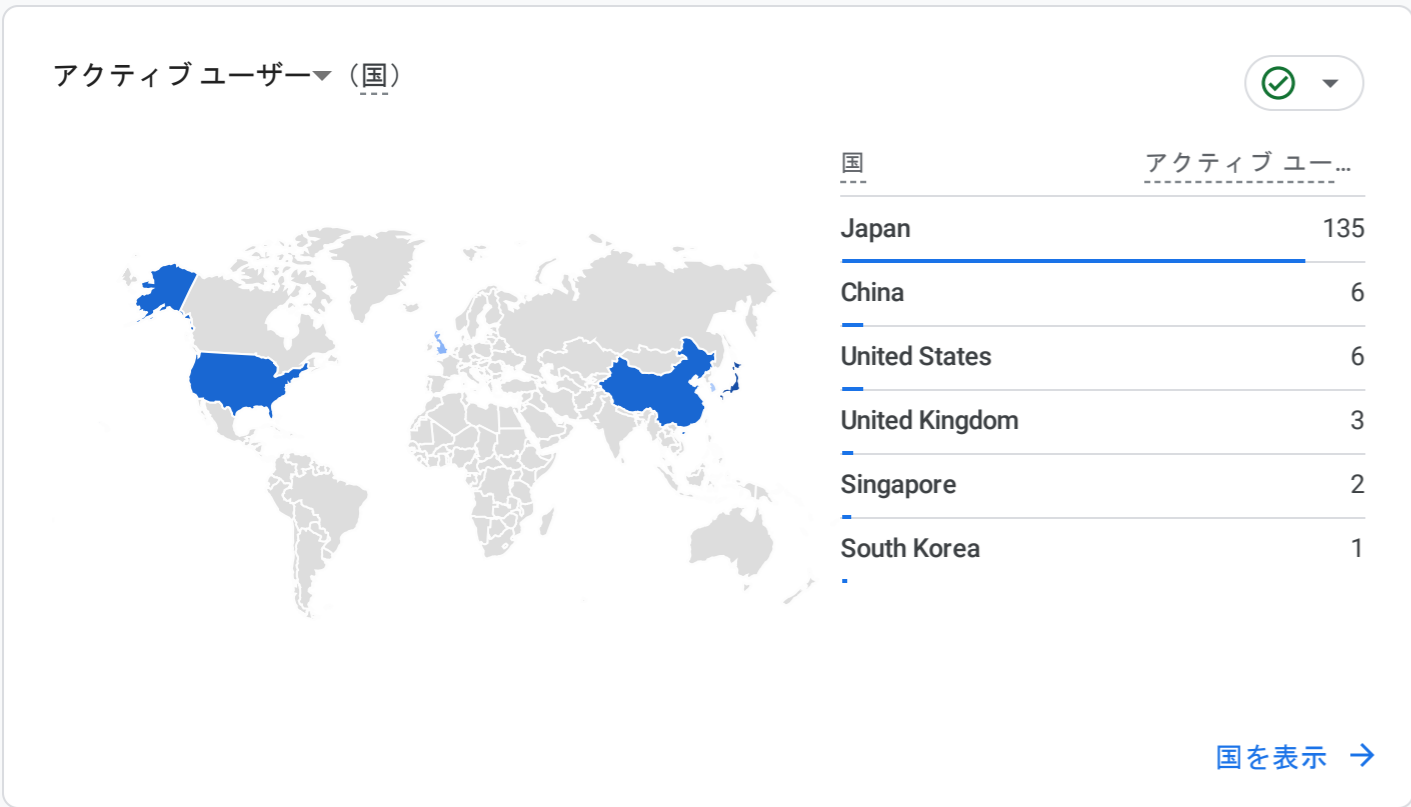 アクティブ ユーザー（国）
国 アクティブ ユー…
Japan 135
China 6
United States 6
United Kingdom 3
Singapore 2
South Korea 1
国を表示